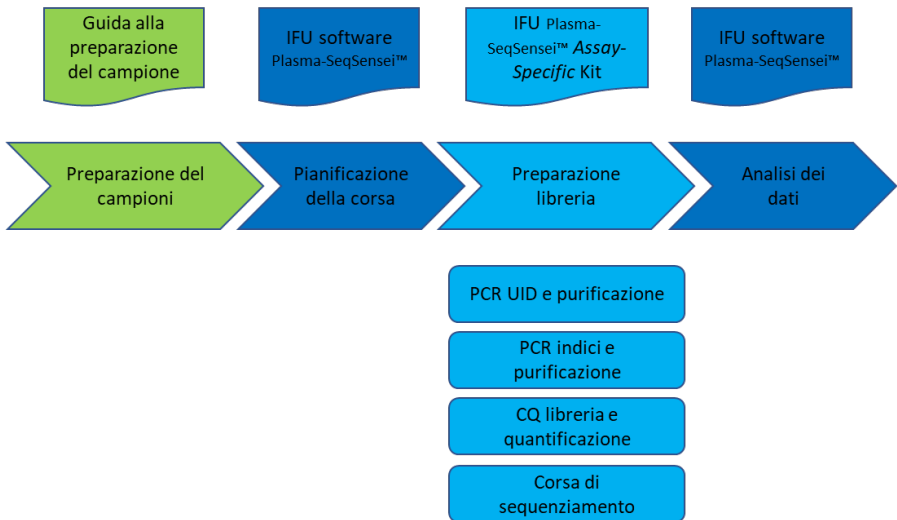 Guida alla
preparazione
del campione
IFU software
Plasma-SeqSensei™
IFU Plasma-
SeqSensei™ Assay-
Specific Kit
IFU software
Plasma-SeqSensei™
Preparazione del
campioni
Pianificazione
della corsa
Preparazione
libreria
Analisi dei
dati
PCR UID e purificazione
PCR indici e
purificazione
CQ libreria e
quantificazione
Corsa di
sequenziamento